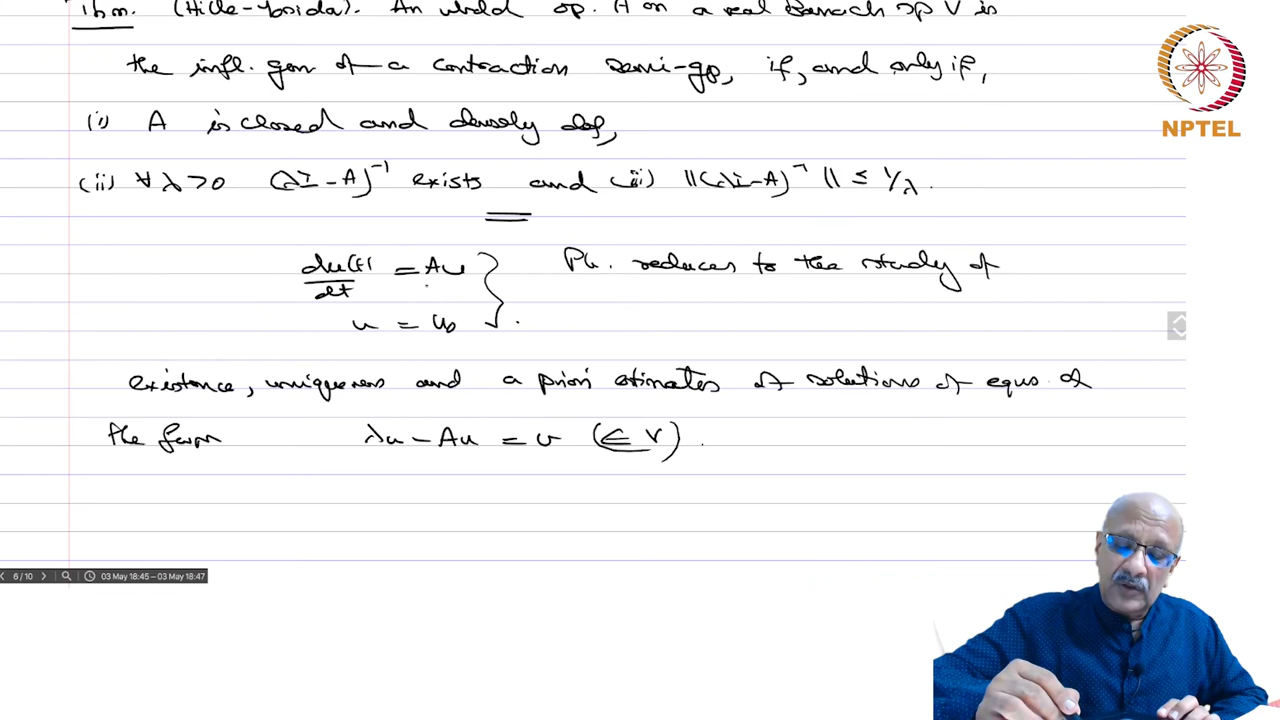 Thm. (Hille-Yosida). An unbdd op. A on a real Banach sp V is
the infl. gen of a contraction semi-gp, if, and only if,
(i) A is closed and densely def,
(ii) ∀ λ > 0 (λI - A)⁻¹ exists and (iii) ||(λI - A)⁻¹|| ≤ 1/λ.
du(t)/dt = Au } Pb. reduces to the study of
u = u₀
existence, uniqueness and a priori estimates of solutions of equs. of
the form λu - Au = v (∈ V).
NPTEL
6 / 10 03 May 18:45 – 03 May 18:47